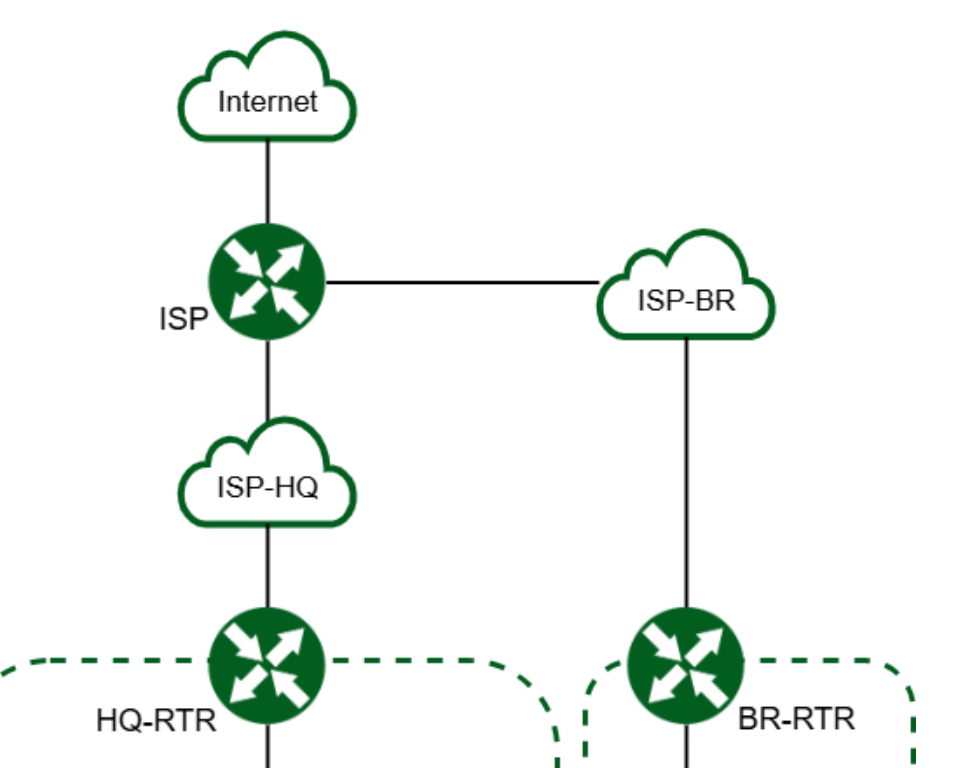 Internet
ISP
ISP-BR
ISP-HQ
HQ-RTR
BR-RTR